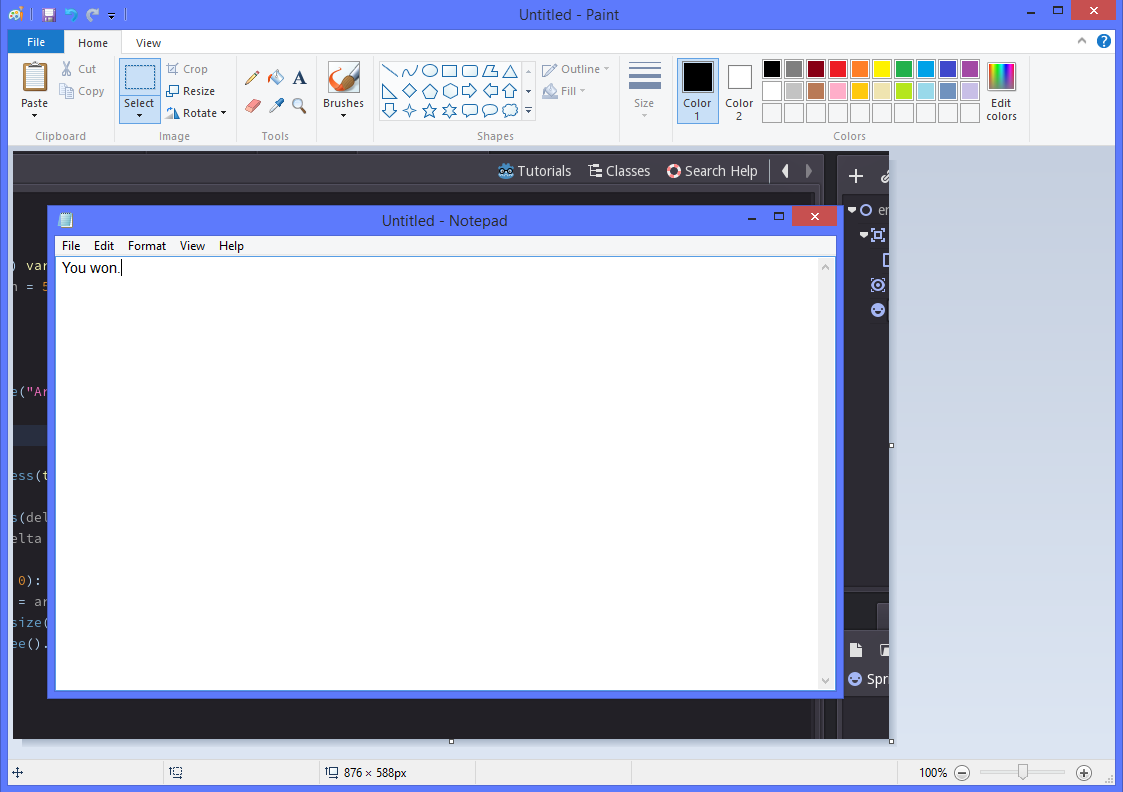 Untitled - Paint
File Home View
Paste Cut Copy
Select Crop Resize Rotate
Brushes
Outline Fill
Size
Color 1 Color 2
Edit colors
Clipboard Image Tools Shapes Colors
Tutorials Classes Search Help
Untitled - Notepad
File Edit Format View Help
You won.
) var
n = 5
e("Ar
ess(t
s(del
elta
0):
= ar
size(
ee().
er
Spri
876 × 588px
100%